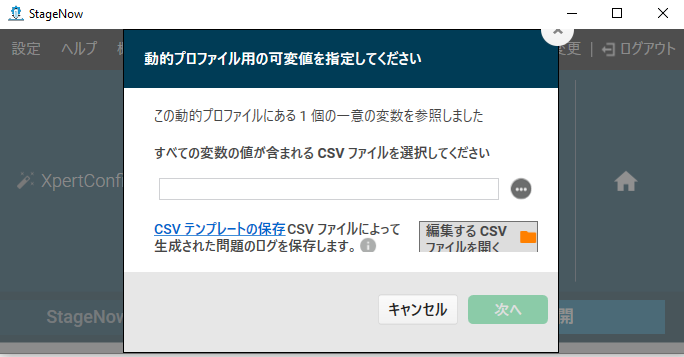 StageNow
設定 ヘルプ 変更 | ログアウト
動的プロファイル用の可変値を指定してください
この動的プロファイルにある 1 個の一意の変数を参照しました
すべての変数の値が含まれる CSV ファイルを選択してください
XpertConfi
CSV テンプレートの保存 CSV ファイルによって
生成された問題のログを保存します。
編集する CSV
ファイルを開く
StageNow
開
キャンセル 次へ